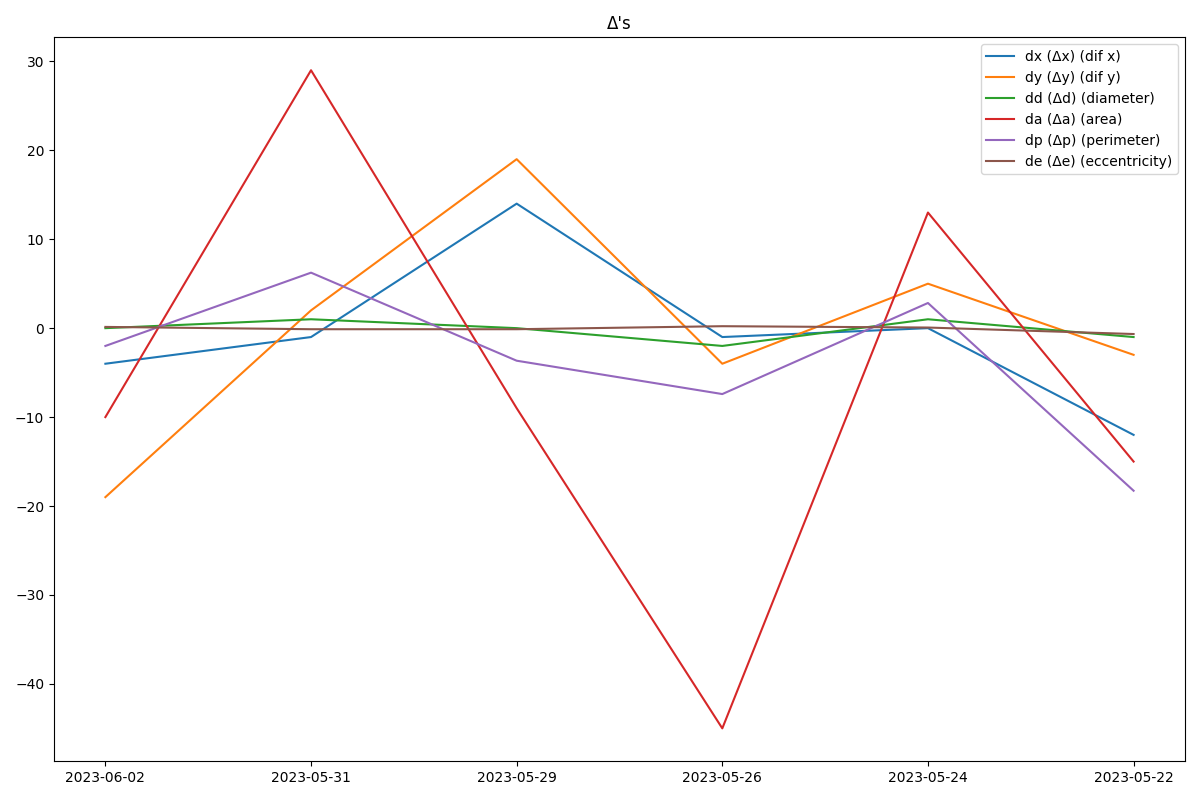 Δ's
dx (Δx) (dif x)
dy (Δy) (dif y)
dd (Δd) (diameter)
da (Δa) (area)
dp (Δp) (perimeter)
de (Δe) (eccentricity)
30
20
10
0
−10
−20
−30
−40
2023-06-02 2023-05-31 2023-05-29 2023-05-26 2023-05-24 2023-05-22